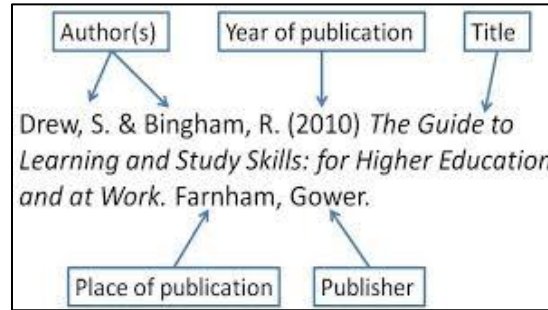 Author(s) Year of publication Title
Drew, S. & Bingham, R. (2010) The Guide to
Learning and Study Skills: for Higher Education
and at Work. Farnham, Gower.
Place of publication Publisher